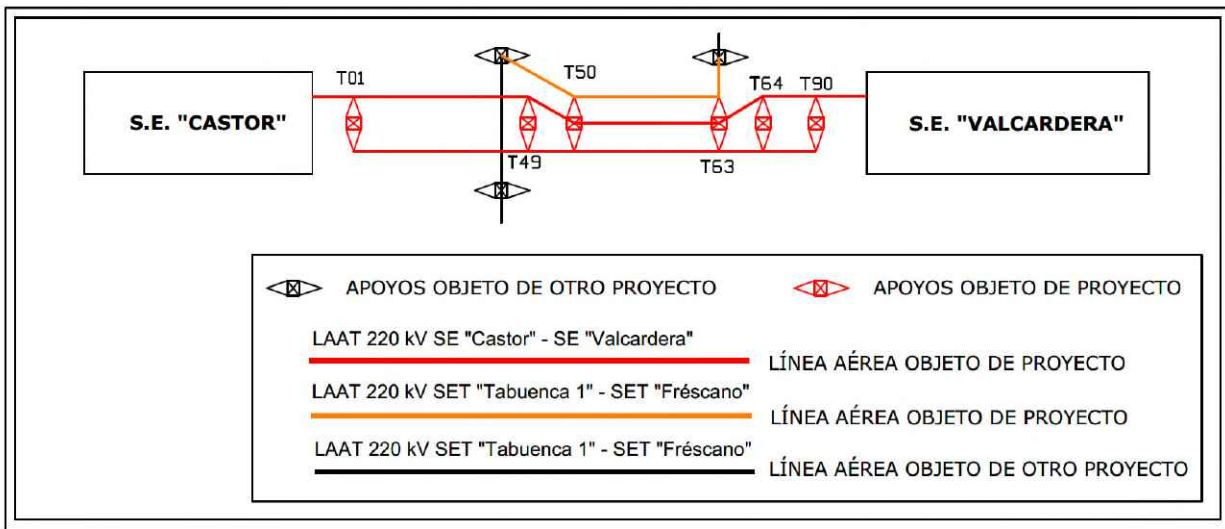 T01
T50
T64
T90
S.E. "CASTOR"
S.E. "VALCARDERA"
T49
T63
APOYOS OBJETO DE OTRO PROYECTO
APOYOS OBJETO DE PROYECTO
LAAT 220 kV SE "Castor" - SE "Valcardera"
LÍNEA AÉREA OBJETO DE PROYECTO
LAAT 220 kV SET "Tabuenca 1" - SET "Fréscano"
LÍNEA AÉREA OBJETO DE PROYECTO
LAAT 220 kV SET "Tabuenca 1" - SET "Fréscano"
LÍNEA AÉREA OBJETO DE OTRO PROYECTO